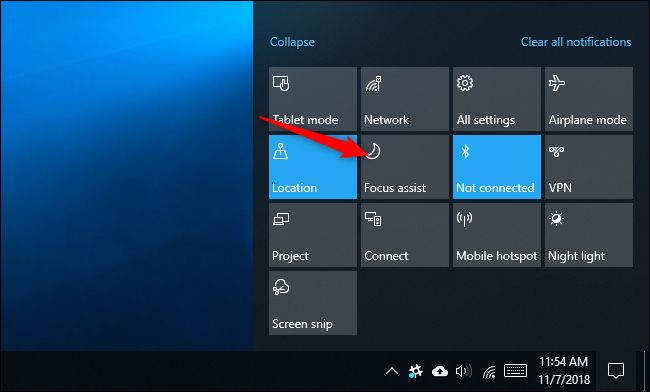 Collapse Clear all notifications
Tablet mode Network All settings Airplane mode
Location Focus assist Not connected VPN
Project Connect Mobile hotspot Night light
Screen snip
11:54 AM
11/7/2018